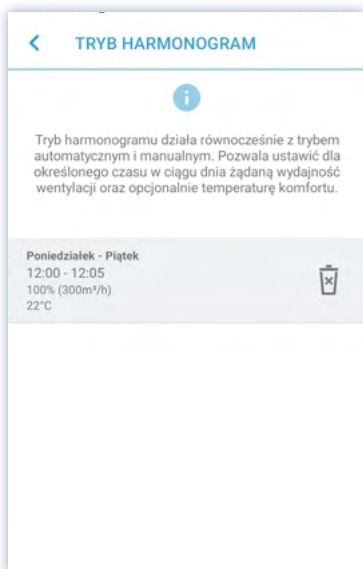 TRYB HARMONOGRAM
i
Tryb harmonogramu działa równocześnie z trybem
automatycznym i manualnym. Pozwala ustawić dla
określonego czasu w ciągu dnia żądaną wydajność
wentylacji oraz opcjonalnie temperaturę komfortu.
Poniedziałek - Piątek
12:00 - 12:05
100% (300m³/h)
22°C